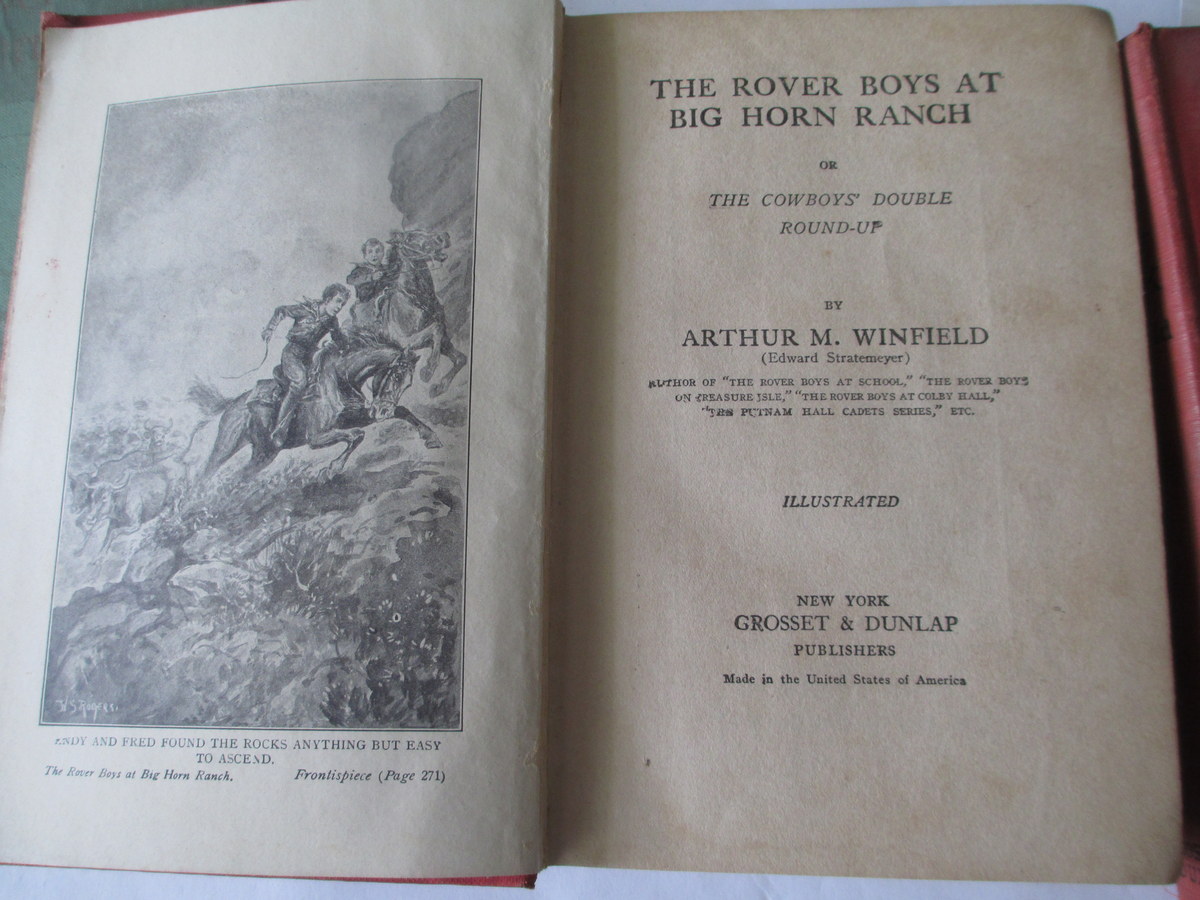 ANDY AND FRED FOUND THE ROCKS ANYTHING BUT EASY
TO ASCEND.
The Rover Boys at Big Horn Ranch. Frontispiece (Page 271)
THE ROVER BOYS AT
BIG HORN RANCH
OR
THE COWBOYS' DOUBLE
ROUND-UP
BY
ARTHUR M. WINFIELD
(Edward Stratemeyer)
AUTHOR OF "THE ROVER BOYS AT SCHOOL," "THE ROVER BOYS
ON TREASURE ISLE," "THE ROVER BOYS AT COLBY HALL,"
"THE PUTNAM HALL CADETS SERIES," ETC.
ILLUSTRATED
NEW YORK
GROSSET & DUNLAP
PUBLISHERS
Made in the United States of America